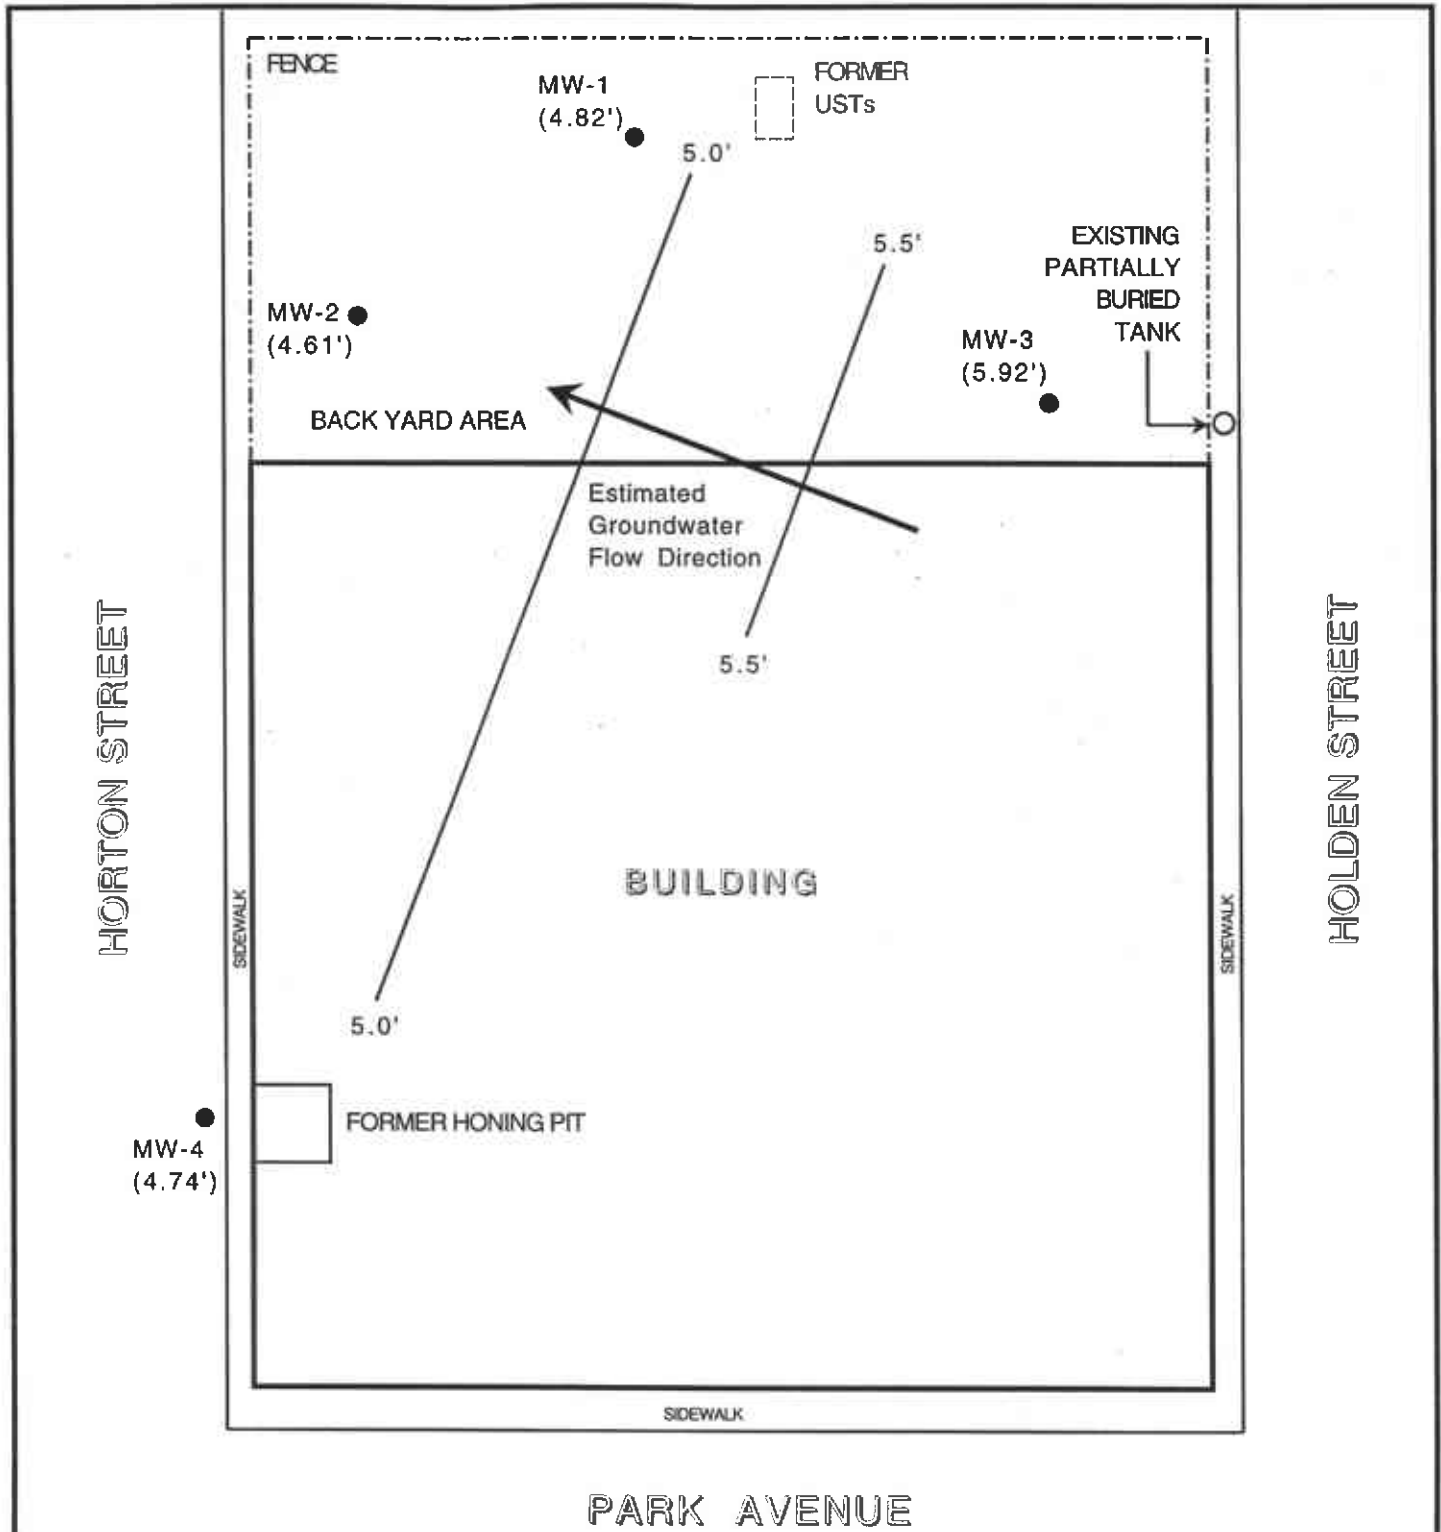 FENCE
MW-1
(4.82')
FORMER
USTs
5.0'
5.5'
EXISTING
PARTIALLY
BURIED
TANK
MW-2
(4.61')
MW-3
(5.92')
BACK YARD AREA
Estimated
Groundwater
Flow Direction
5.5'
HORTON STREET
HOLDEN STREET
BUILDING
SIDEWALK
SIDEWALK
5.0'
FORMER HONING PIT
MW-4
(4.74')
SIDEWALK
PARK AVENUE